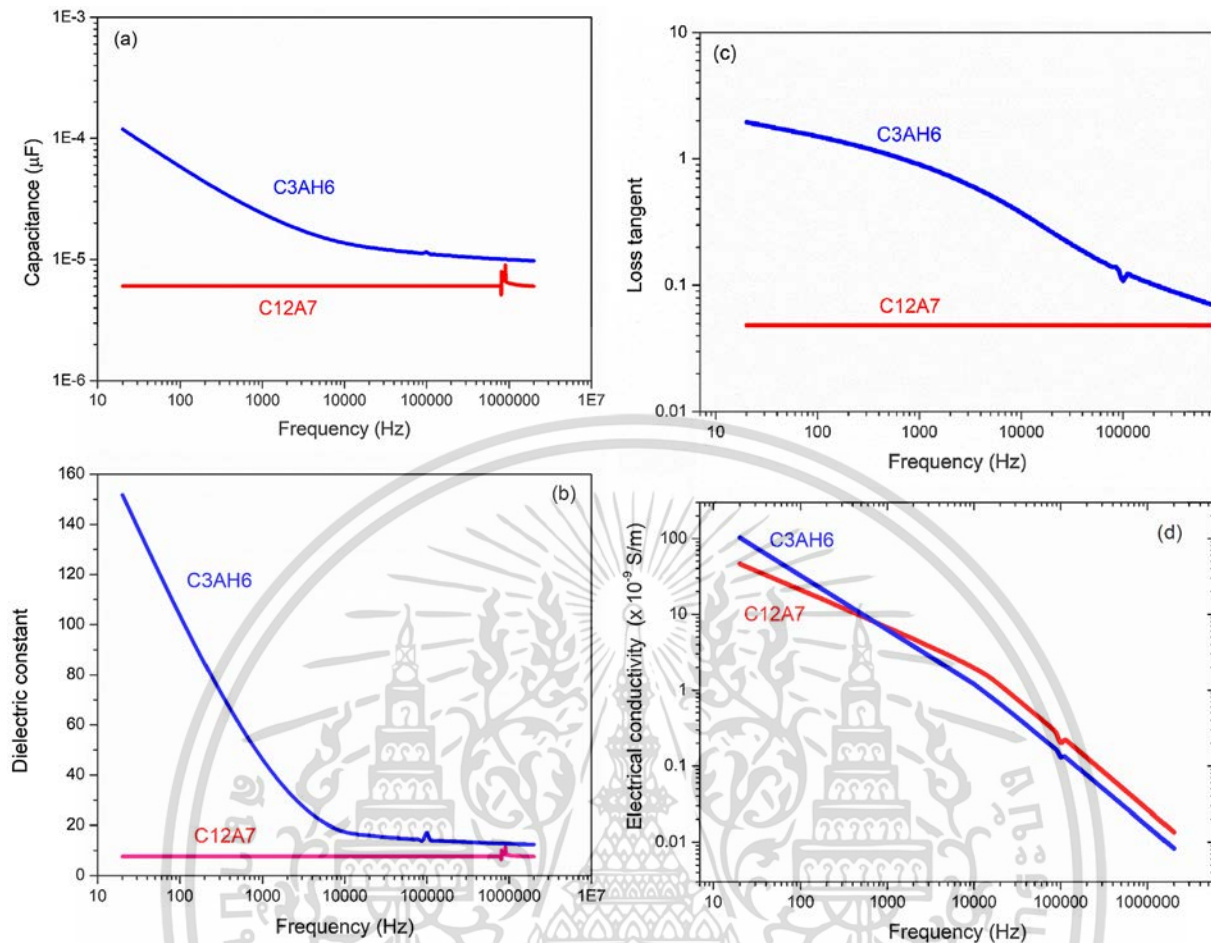 (a)
1E-3
1E-4
1E-5
1E-6
Capacitance (μF)
C3AH6
C12A7
10 100 1000 10000 100000 1000000 1E7
Frequency (Hz)
(c)
10
1
0.1
0.01
Loss tangent
C3AH6
C12A7
10 100 1000 10000 100000
Frequency (Hz)
(b)
160
140
120
100
80
60
40
20
0
Dielectric constant
C3AH6
C12A7
10 100 1000 10000 100000 1000000 1E7
Frequency (Hz)
(d)
100
10
1
0.1
0.01
Electrical conductivity (x 10⁻⁹ S/m)
C3AH6
C12A7
10 100 1000 10000 100000 1000000
Frequency (Hz)